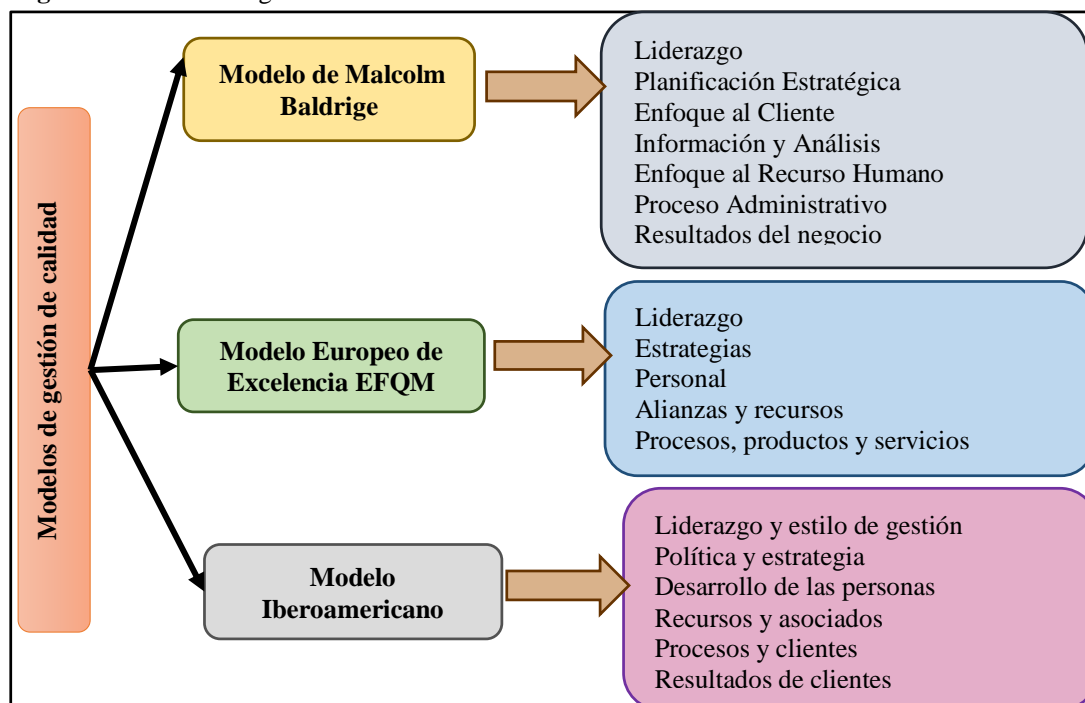 Modelos de gestión de calidad
Modelo de Malcolm
Baldrige
Liderazgo
Planificación Estratégica
Enfoque al Cliente
Información y Análisis
Enfoque al Recurso Humano
Proceso Administrativo
Resultados del negocio
Modelo Europeo de
Excelencia EFQM
Liderazgo
Estrategias
Personal
Alianzas y recursos
Procesos, productos y servicios
Modelo
Iberoamericano
Liderazgo y estilo de gestión
Política y estrategia
Desarrollo de las personas
Recursos y asociados
Procesos y clientes
Resultados de clientes